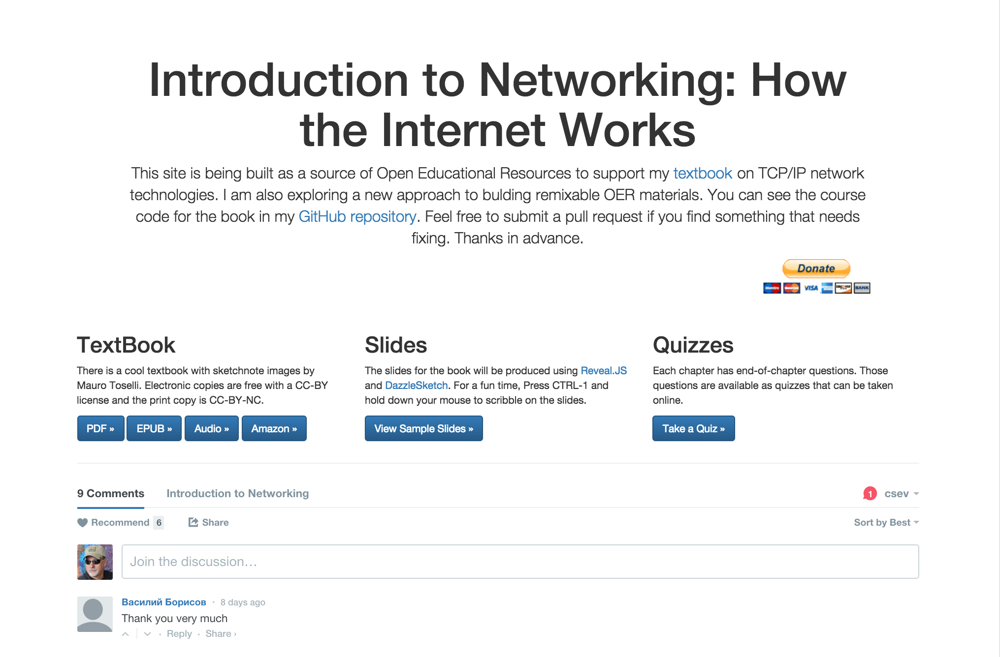 Introduction to Networking: How
the Internet Works
This site is being built as a source of Open Educational Resources to support my textbook on TCP/IP network
technologies. I am also exploring a new approach to bulding remixable OER materials. You can see the course
code for the book in my GitHub repository. Feel free to submit a pull request if you find something that needs
fixing. Thanks in advance.
Donate
Maestro MasterCard VISA DISCOVER BANK
TextBook
There is a cool textbook with sketchnote images by
Mauro Toselli. Electronic copies are free with a CC-BY
license and the print copy is CC-BY-NC.
PDF » EPUB » Audio » Amazon »
Slides
The slides for the book will be produced using Reveal.JS
and DazzleSketch. For a fun time, Press CTRL-1 and
hold down your mouse to scribble on the slides.
View Sample Slides »
Quizzes
Each chapter has end-of-chapter questions. Those
questions are available as quizzes that can be taken
online.
Take a Quiz »
9 Comments Introduction to Networking 1 csev
Recommend 6 Share Sort by Best
Join the discussion...
Василий Борисов • 8 days ago
Thank you very much
• Reply • Share ›